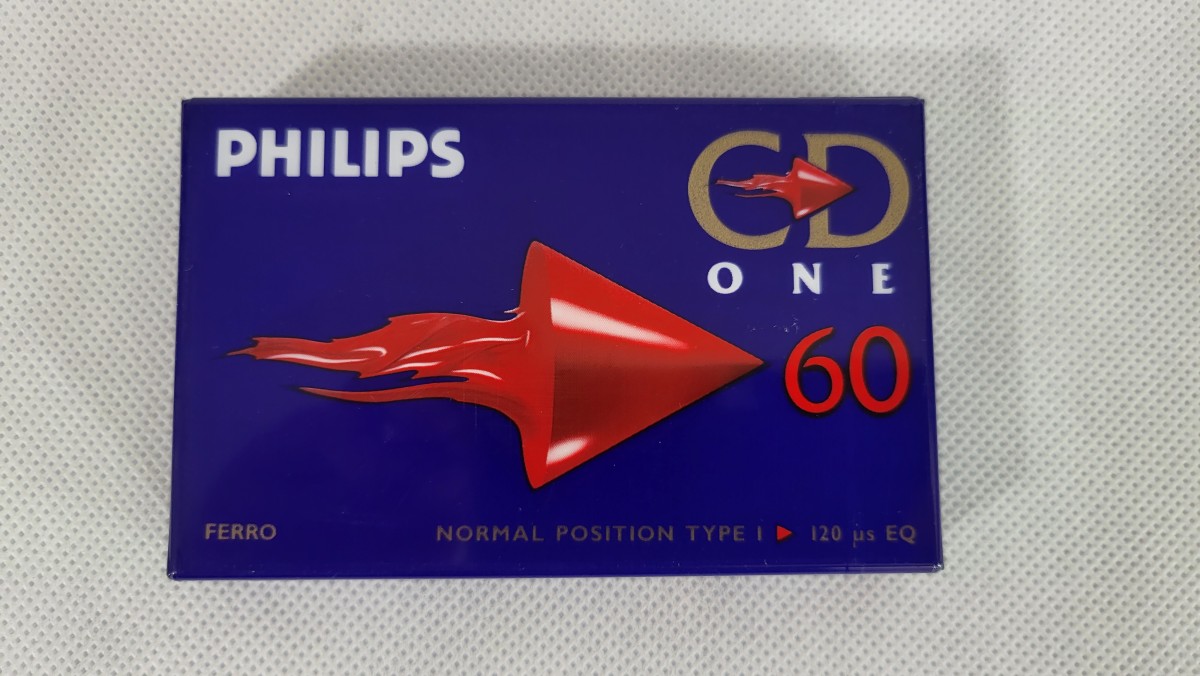 PHILIPS
CD
ONE
60
FERRO
NORMAL POSITION TYPE I ▶ 120 µs EQ